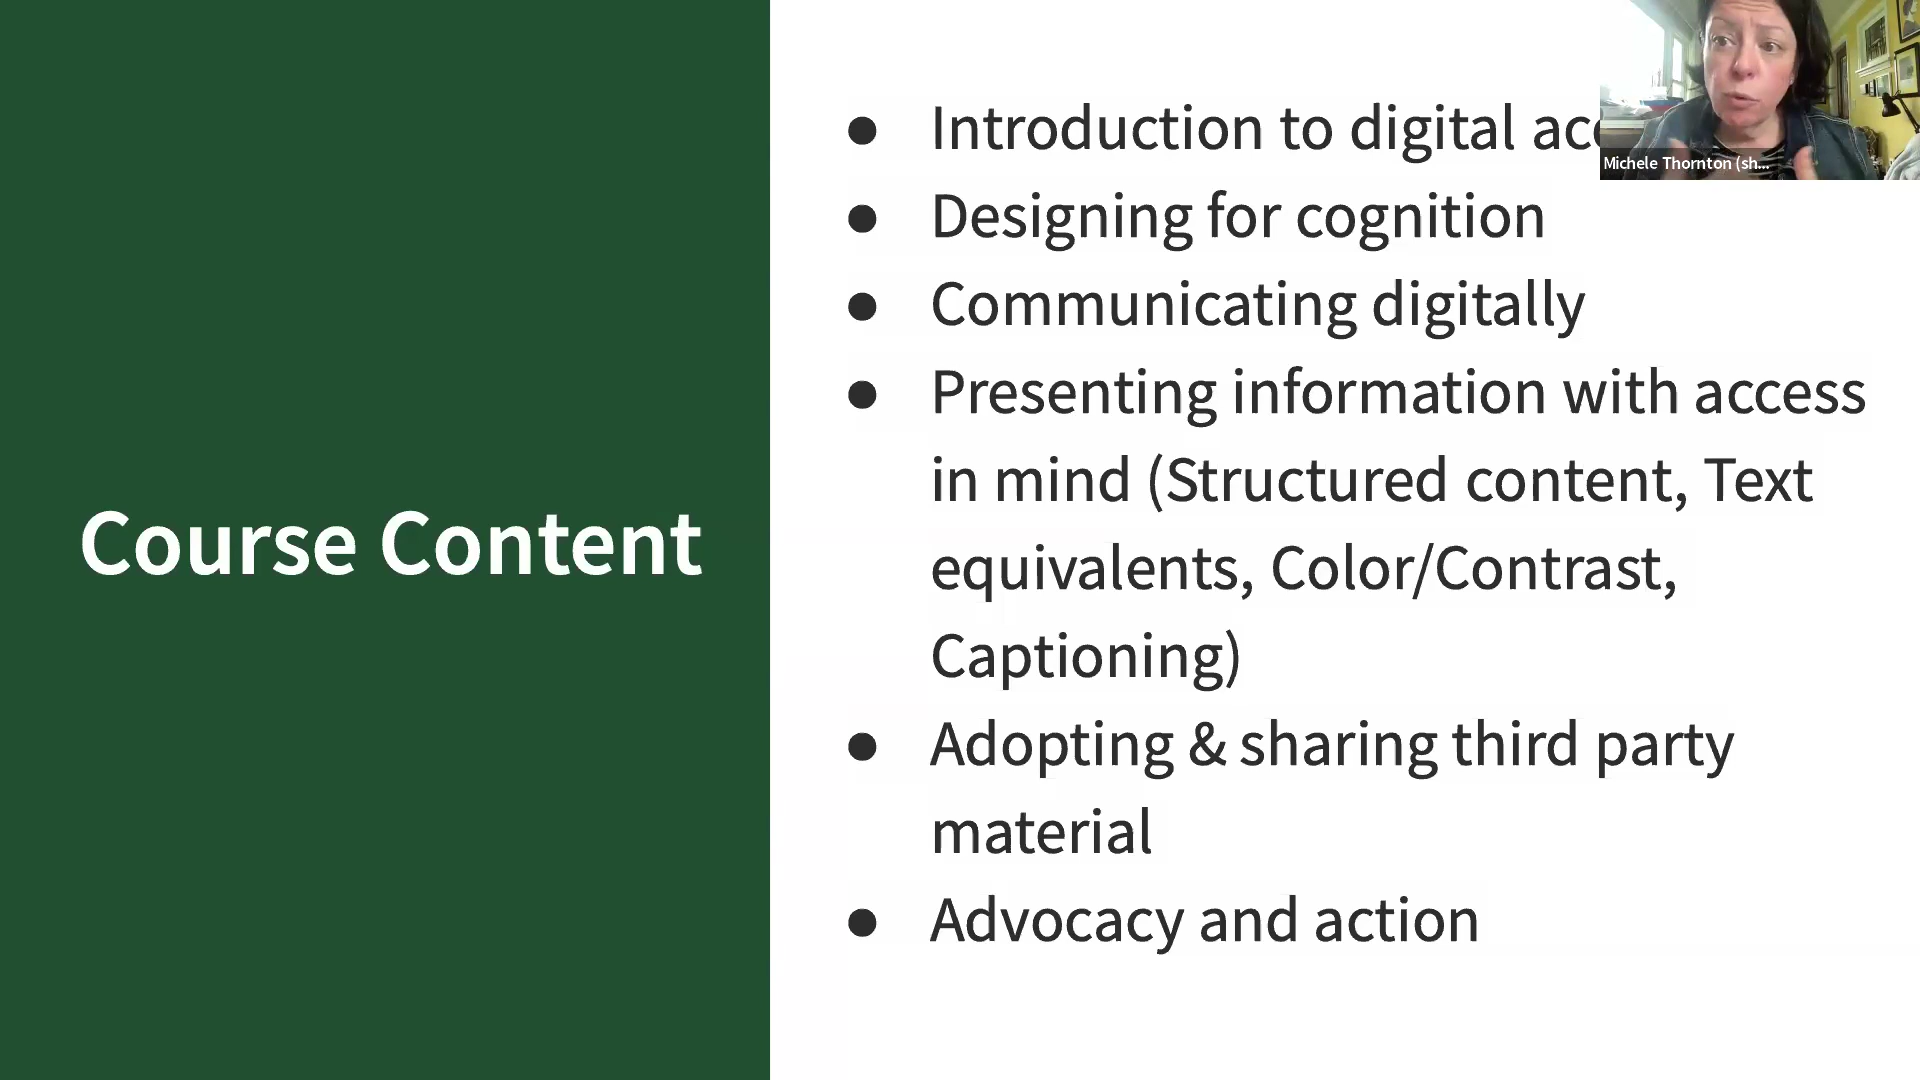 Course Content
● Introduction to digital
● Designing for cognition
● Communicating digitally
● Presenting information with access
in mind (Structured content, Text
equivalents, Color/Contrast,
Captioning)
● Adopting & sharing third party
material
● Advocacy and action
Michele Thornton (sh...